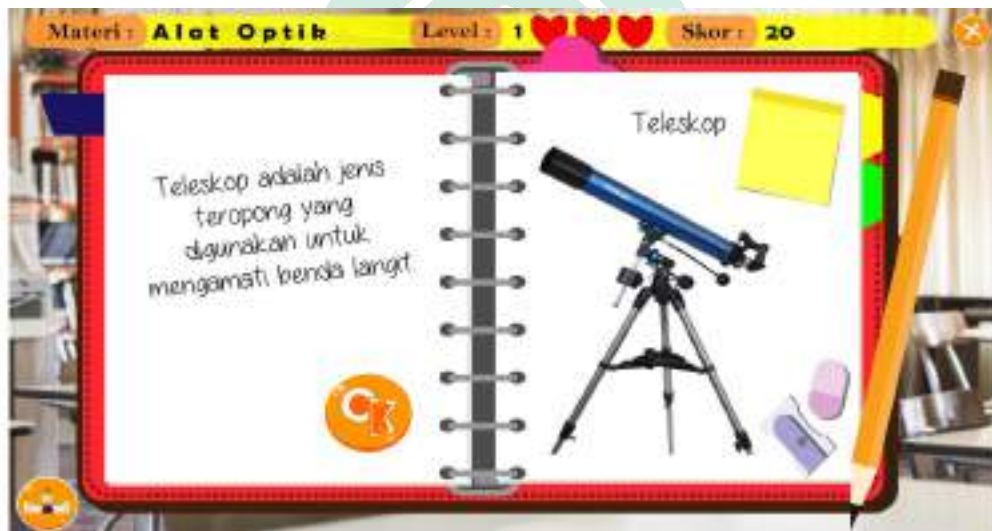 Materi : Alat Optik Level : 1 Skor : 20
Teleskop adalah jenis
teropong yang
digunakan untuk
mengamati benda langit
OK
Teleskop